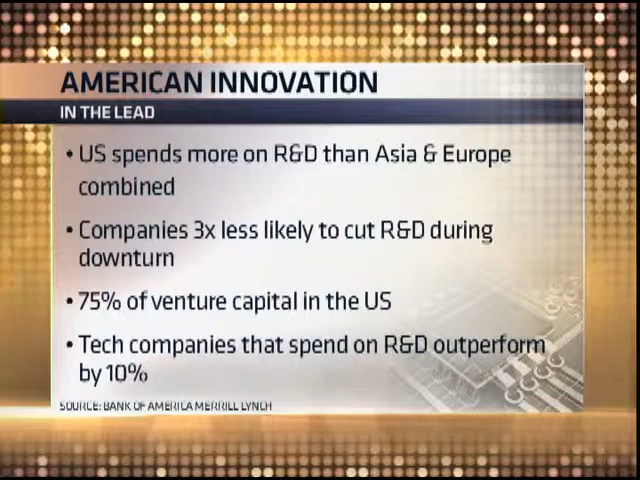 AMERICAN INNOVATION
IN THE LEAD
• US spends more on R&D than Asia & Europe
combined
• Companies 3x less likely to cut R&D during
downturn
• 75% of venture capital in the US
• Tech companies that spend on R&D outperform
by 10%
SOURCE: BANK OF AMERICA MERRILL LYNCH